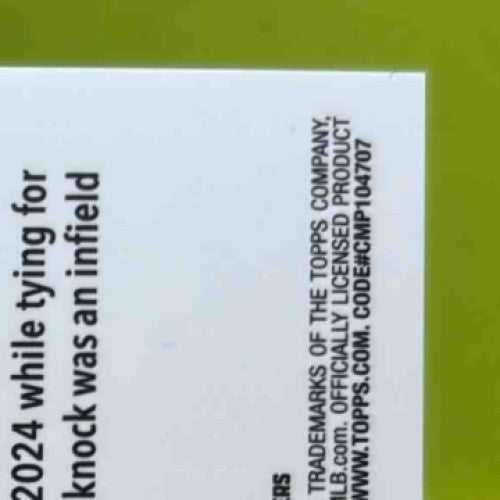 2024 while tying for
knock was an infield
ERS
TRADEMARKS OF THE TOPPS COMPANY,
MLB.com. OFFICIALLY LICENSED PRODUCT
WWW.TOPPS.COM. CODE#CMP104707